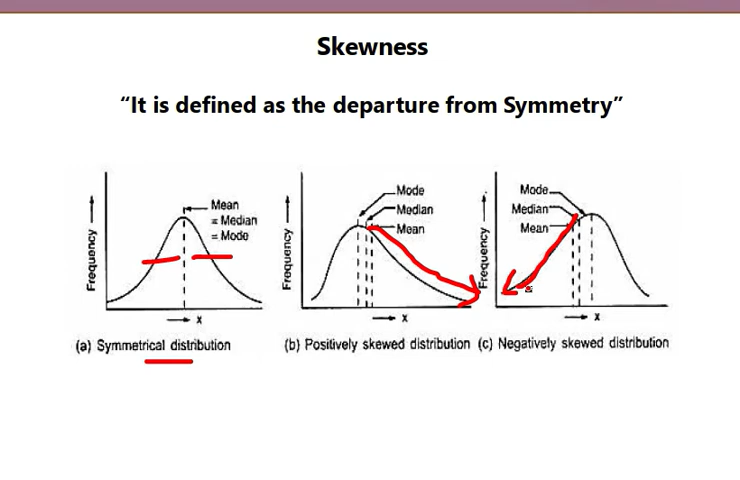 Skewness
“It is defined as the departure from Symmetry”
Frequency
Mean
= Median
= Mode
x
(a) Symmetrical distribution
Frequency
Mode
Median
Mean
x
(b) Positively skewed distribution
Frequency
Mode
Median
Mean
x
(c) Negatively skewed distribution